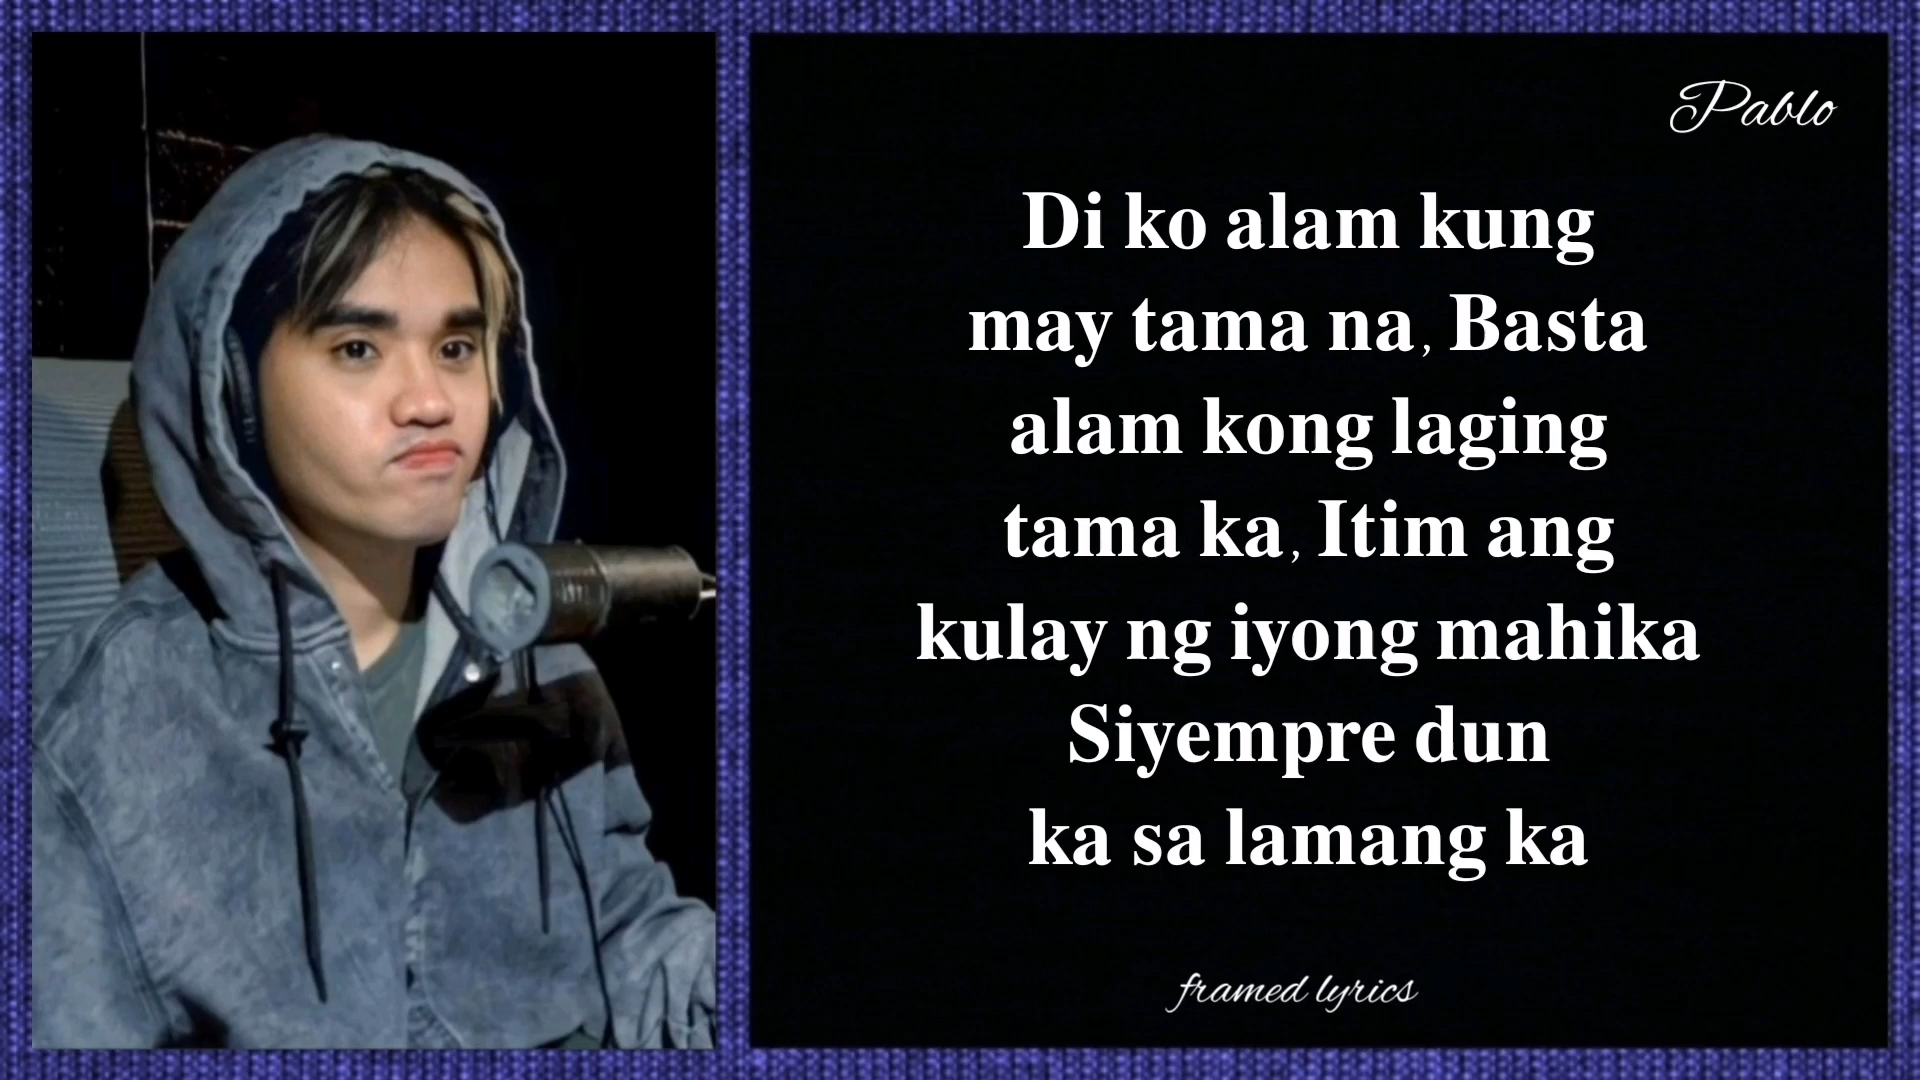 Pablo
Di ko alam kung
may tama na, Basta
alam kong laging
tama ka, Itim ang
kulay ng iyong mahika
Siyempre dun
ka sa lamang ka
framed lyrics